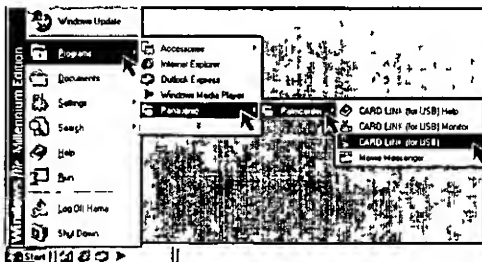 Windows Update
Programs
Documents
Settings
Search
Help
Run
Log Off Hama
Shut Down
Start
Windows Me Millennium Edition
Accessories
Internet Explorer
Outlook Express
Windows Media Player
Panasonic
Palmcorder
CARD LINK (for USB) Help
CARD LINK (for USB) Monitor
CARD LINK (for USB)
Movie Messenger